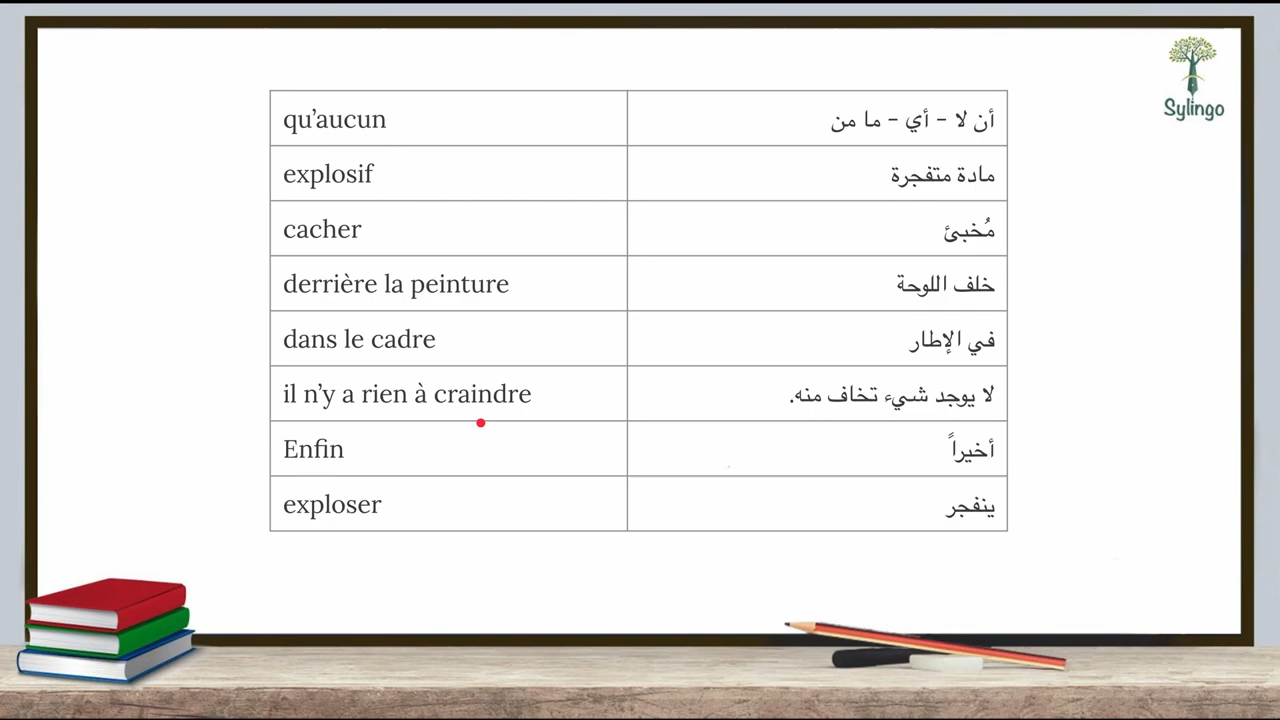 Sylingo
qu’aucun
أن لا - أي - ما من
explosif
مادة متفجرة
cacher
مُخبئ
derrière la peinture
خلف اللوحة
dans le cadre
في الإطار
il n’y a rien à craindre
لا يوجد شيء تخاف منه.
Enfin
أخيراً
exploser
ينفجر